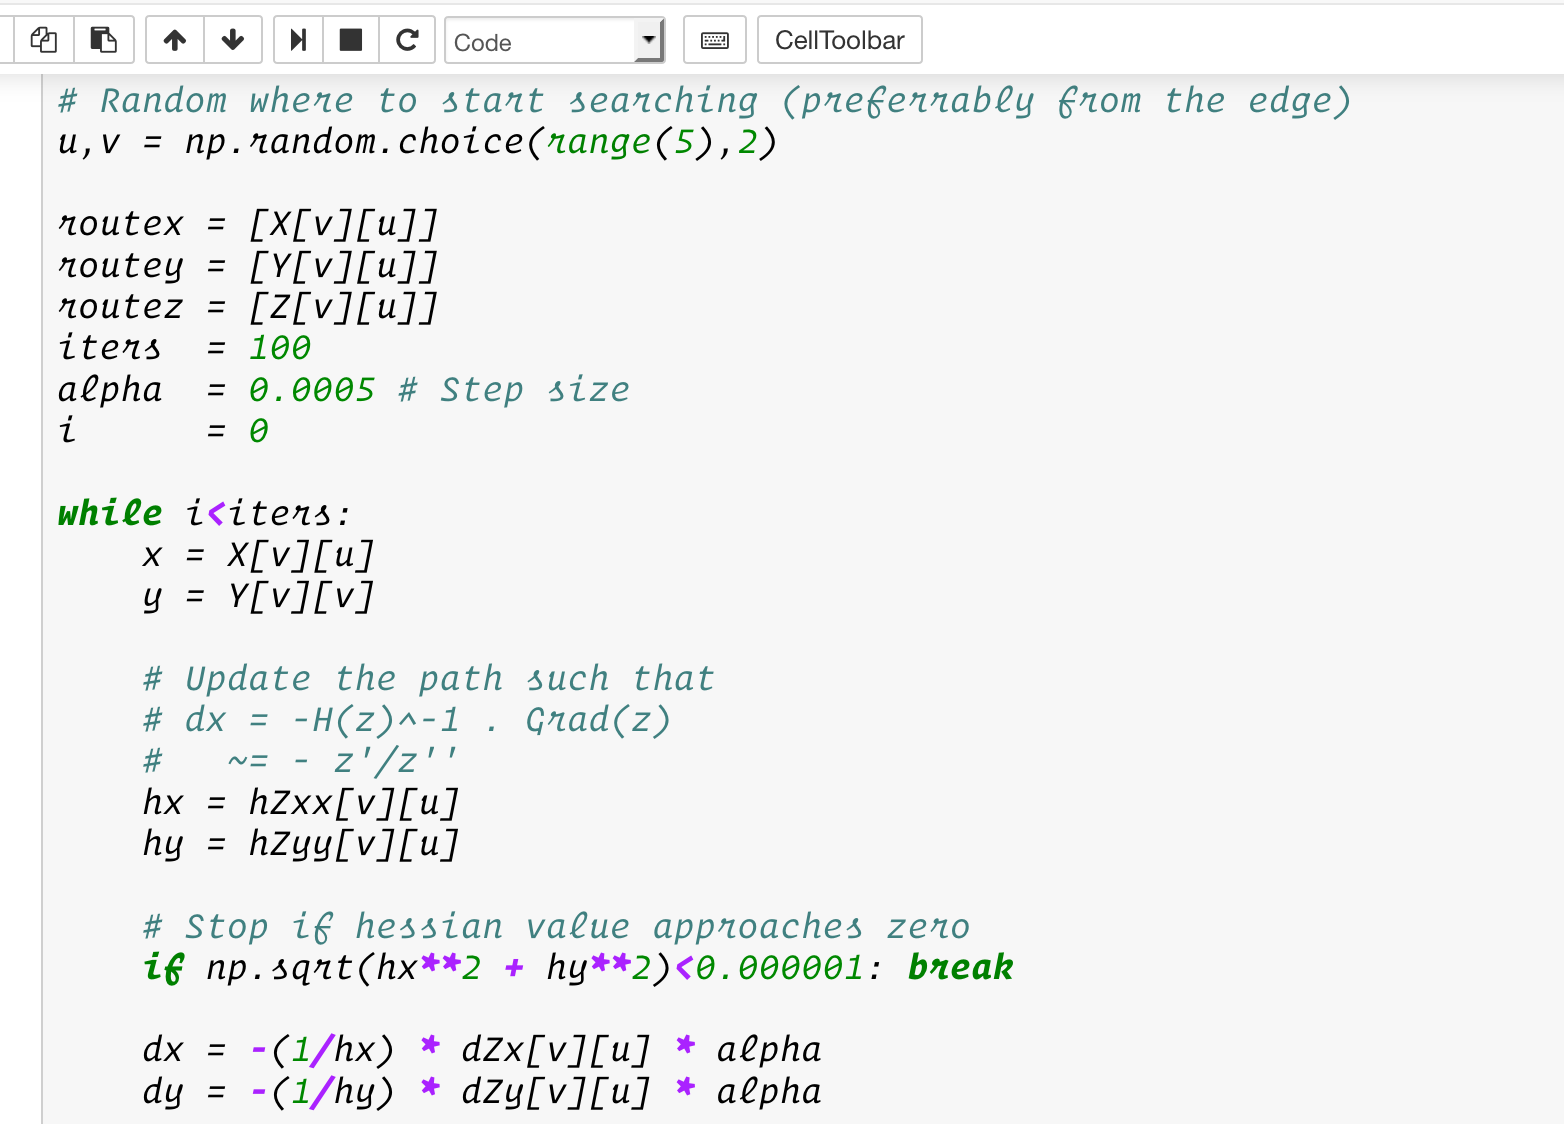 Code CellToolbar
# Random where to start searching (preferrably from the edge)
u,v = np.random.choice(range(5),2)

routex = [X[v][u]]
routey = [Y[v][u]]
routez = [Z[v][u]]
iters  = 100
alpha  = 0.0005 # Step size
i      = 0

while i<iters:
    x = X[v][u]
    y = Y[v][v]

    # Update the path such that
    # dx = -H(z)^-1 . Grad(z)
    #   ~= - z'/z''
    hx = hZxx[v][u]
    hy = hZyy[v][u]

    # Stop if hessian value approaches zero
    if np.sqrt(hx**2 + hy**2)<0.000001: break

    dx = -(1/hx) * dZx[v][u] * alpha
    dy = -(1/hy) * dZy[v][u] * alpha